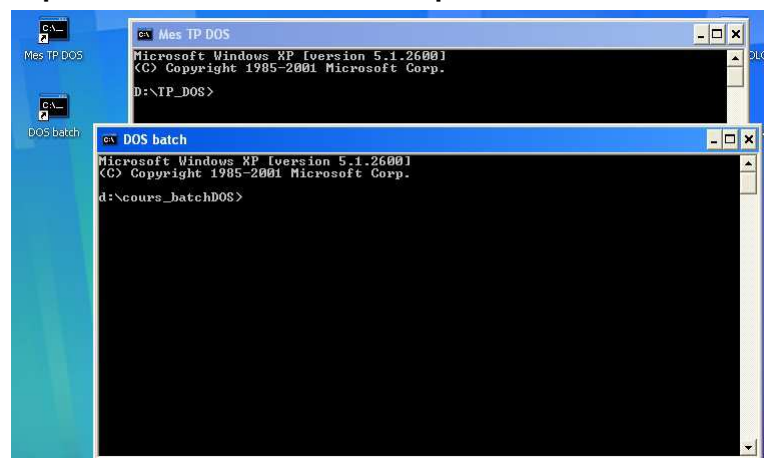 Mes TP DOS
DOS batch
Mes TP DOS
Microsoft Windows XP [version 5.1.2600]
(C) Copyright 1985-2001 Microsoft Corp.
D:\TP_DOS>
DOS batch
Microsoft Windows XP [version 5.1.2600]
(C) Copyright 1985-2001 Microsoft Corp.
d:\cours_batchDOS>